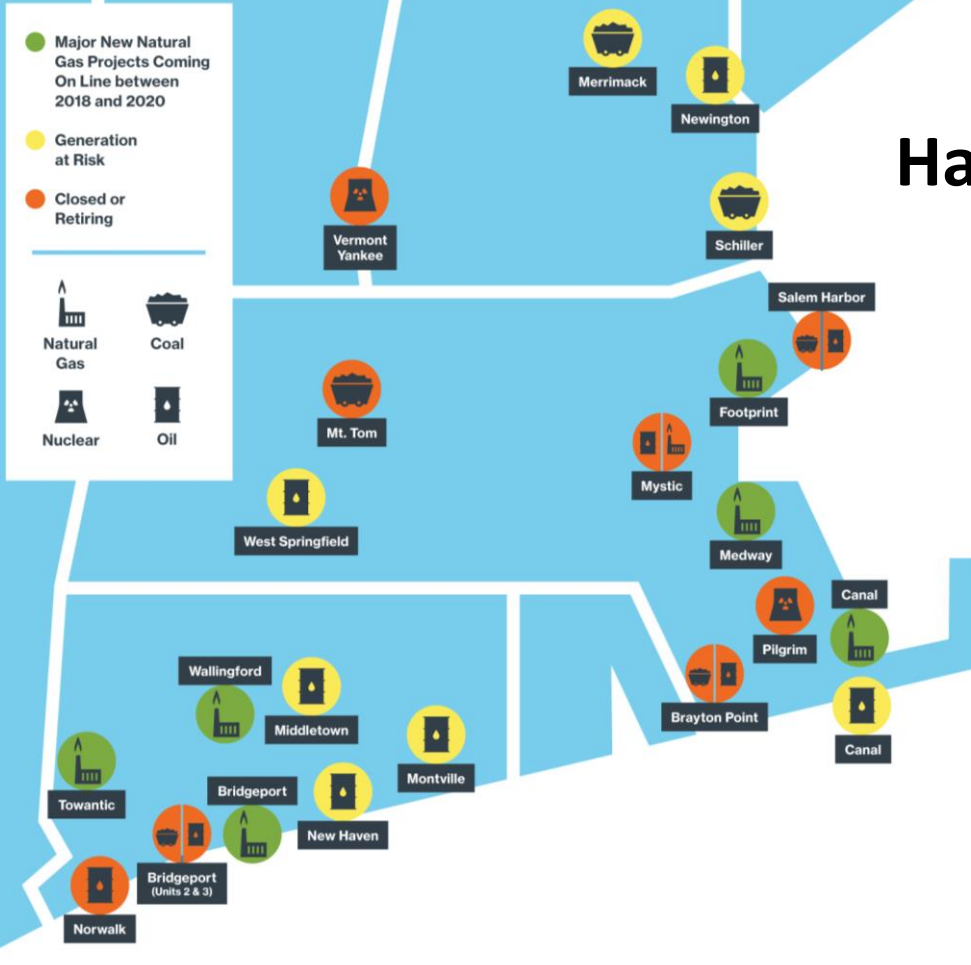 Major New Natural
Gas Projects Coming
On Line between
2018 and 2020
Generation
at Risk
Closed or
Retiring
Natural
Gas
Coal
Nuclear
Oil
Merrimack
Newington
Ha
Vermont
Yankee
Schiller
Salem Harbor
Footprint
Mt. Tom
Mystic
West Springfield
Medway
Canal
Pilgrim
Wallingford
Brayton Point
Middletown
Canal
Montville
Towantic
Bridgeport
New Haven
Bridgeport
(Units 2 & 3)
Norwalk